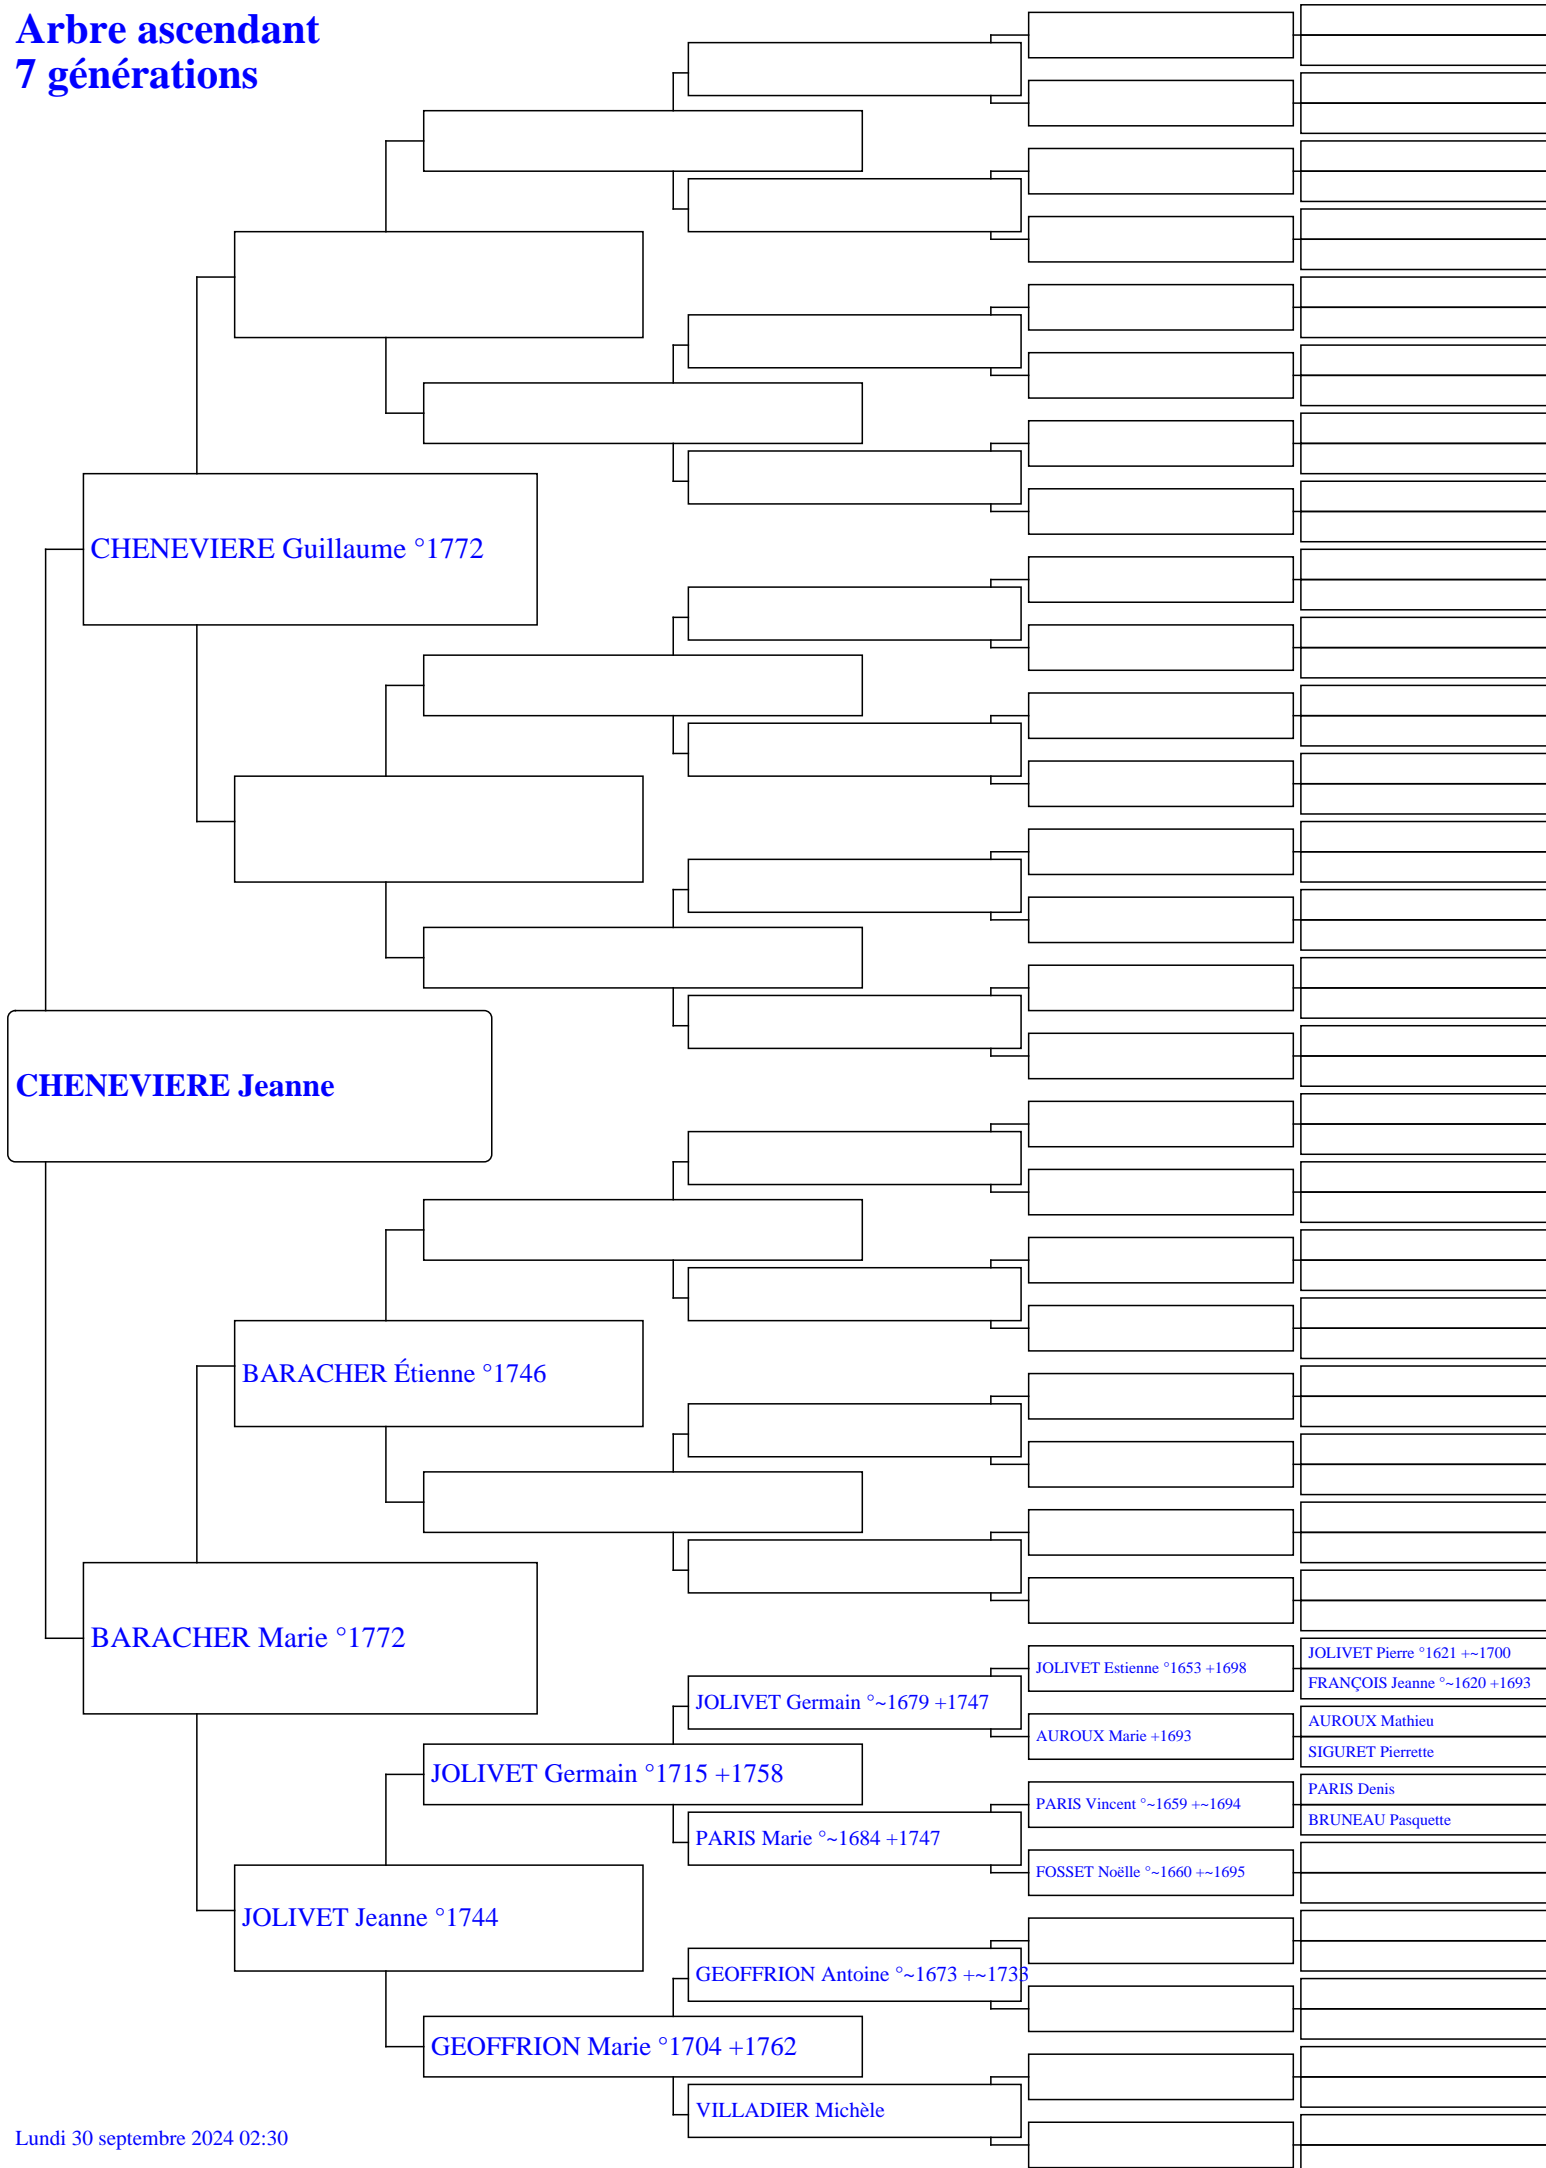 Arbre ascendant
7 générations
CHENEVIERE Guillaume °1772
CHENEVIERE Jeanne
BARACHER Étienne °1746
BARACHER Marie °1772
JOLIVET Pierre °1621 +~1700
JOLIVET Estienne °1653 +1698
FRANÇOIS Jeanne °~1620 +1693
JOLIVET Germain °~1679 +1747
AUROUX Mathieu
AUROUX Marie +1693
SIGURET Pierrette
JOLIVET Germain °1715 +1758
PARIS Denis
PARIS Vincent °~1659 +~1694
BRUNEAU Pasquette
PARIS Marie °~1684 +1747
FOSSET Noëlle °~1660 +~1695
JOLIVET Jeanne °1744
GEOFFRION Antoine °~1673 +~1733
GEOFFRION Marie °1704 +1762
VILLADIER Michèle
Lundi 30 septembre 2024 02:30